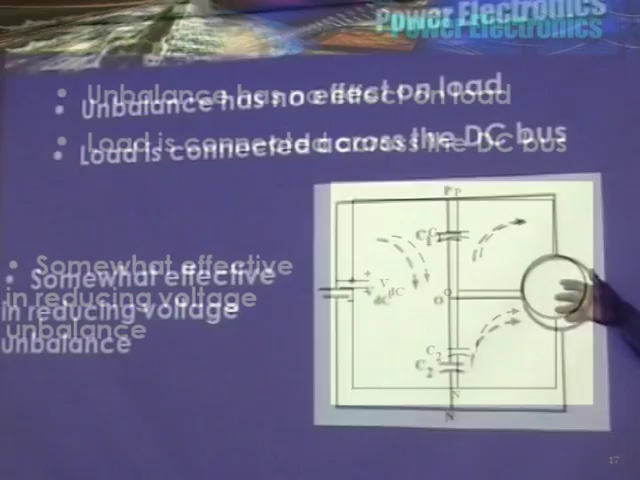 Power Electronics
• Unbalance has no effect on load
• Load is connected across the DC bus
• Somewhat effective
in reducing voltage
unbalance
P
C1
+
V dC
O
-
C2
N
17